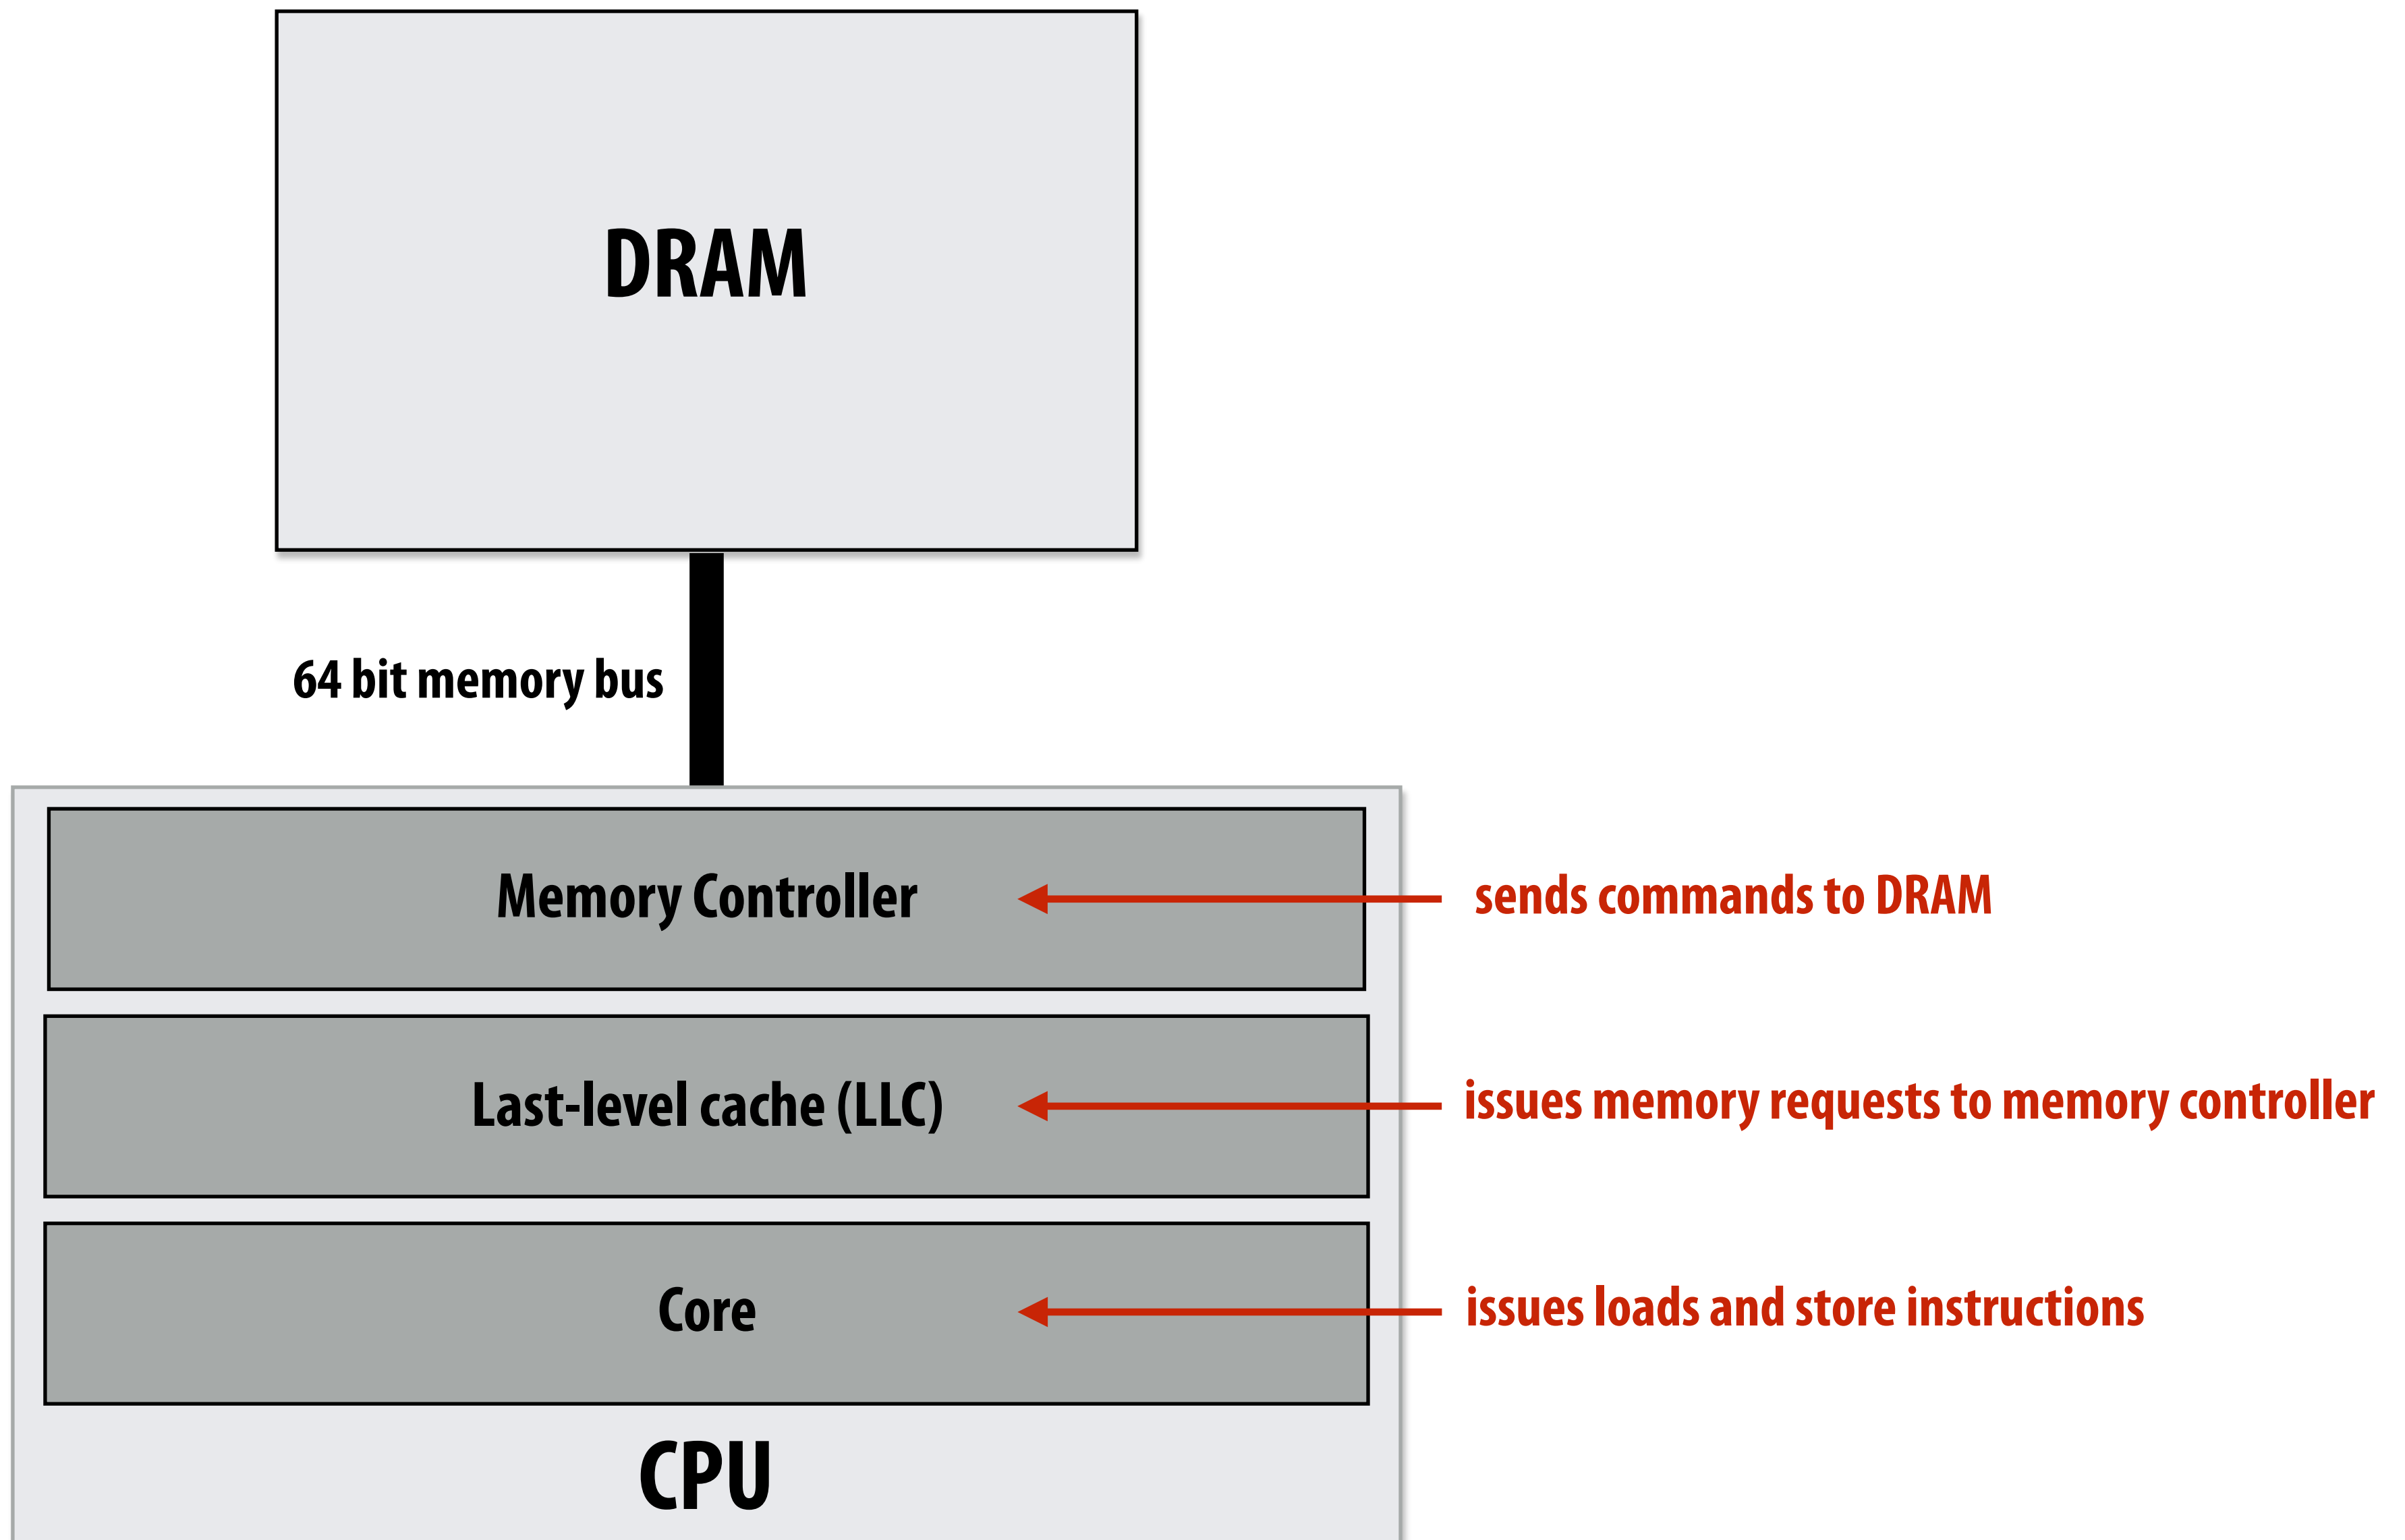 DRAM
64 bit memory bus
Memory Controller
sends commands to DRAM
Last-level cache (LLC)
issues memory requests to memory controller
Core
issues loads and store instructions
CPU